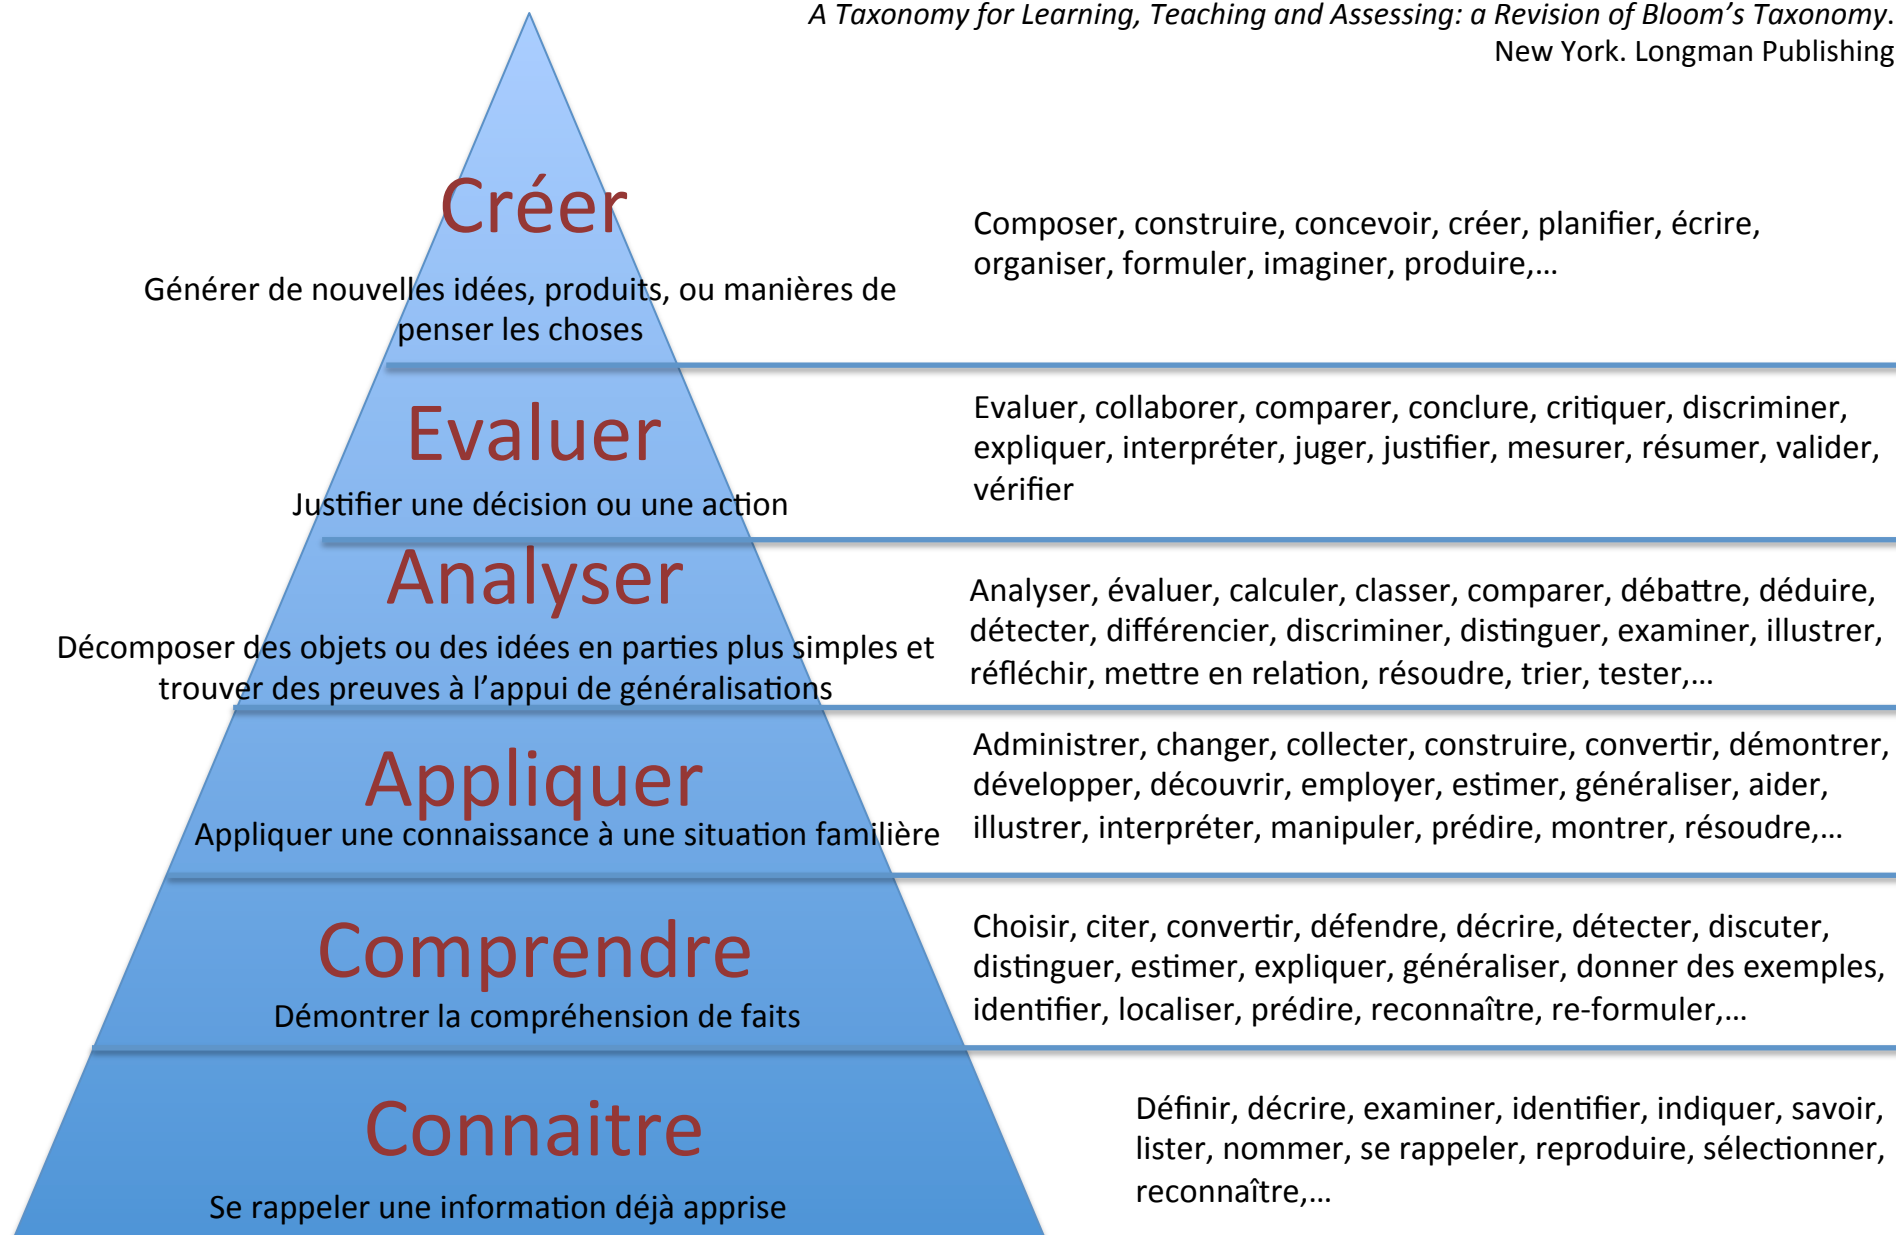 A Taxonomy for Learning, Teaching and Assessing: a Revision of Bloom's Taxonomy.
New York. Longman Publishing
Créer
Générer de nouvelles idées, produits, ou manières de
penser les choses
Composer, construire, concevoir, créer, planifier, écrire,
organiser, formuler, imaginer, produire,...
Evaluer
Justifier une décision ou une action
Evaluer, collaborer, comparer, conclure, critiquer, discriminer,
expliquer, interpréter, juger, justifier, mesurer, résumer, valider,
vérifier
Analyser
Décomposer des objets ou des idées en parties plus simples et
trouver des preuves à l'appui de généralisations
Analyser, évaluer, calculer, classer, comparer, débattre, déduire,
détecter, différencier, discriminer, distinguer, examiner, illustrer,
réfléchir, mettre en relation, résoudre, trier, tester,...
Appliquer
Appliquer une connaissance à une situation familière
Administrer, changer, collecter, construire, convertir, démontrer,
développer, découvrir, employer, estimer, généraliser, aider,
illustrer, interpréter, manipuler, prédire, montrer, résoudre,...
Comprendre
Démontrer la compréhension de faits
Choisir, citer, convertir, défendre, décrire, détecter, discuter,
distinguer, estimer, expliquer, généraliser, donner des exemples,
identifier, localiser, prédire, reconnaître, re-formuler,...
Connaitre
Se rappeler une information déjà apprise
Définir, décrire, examiner, identifier, indiquer, savoir,
lister, nommer, se rappeler, reproduire, sélectionner,
reconnaître,...